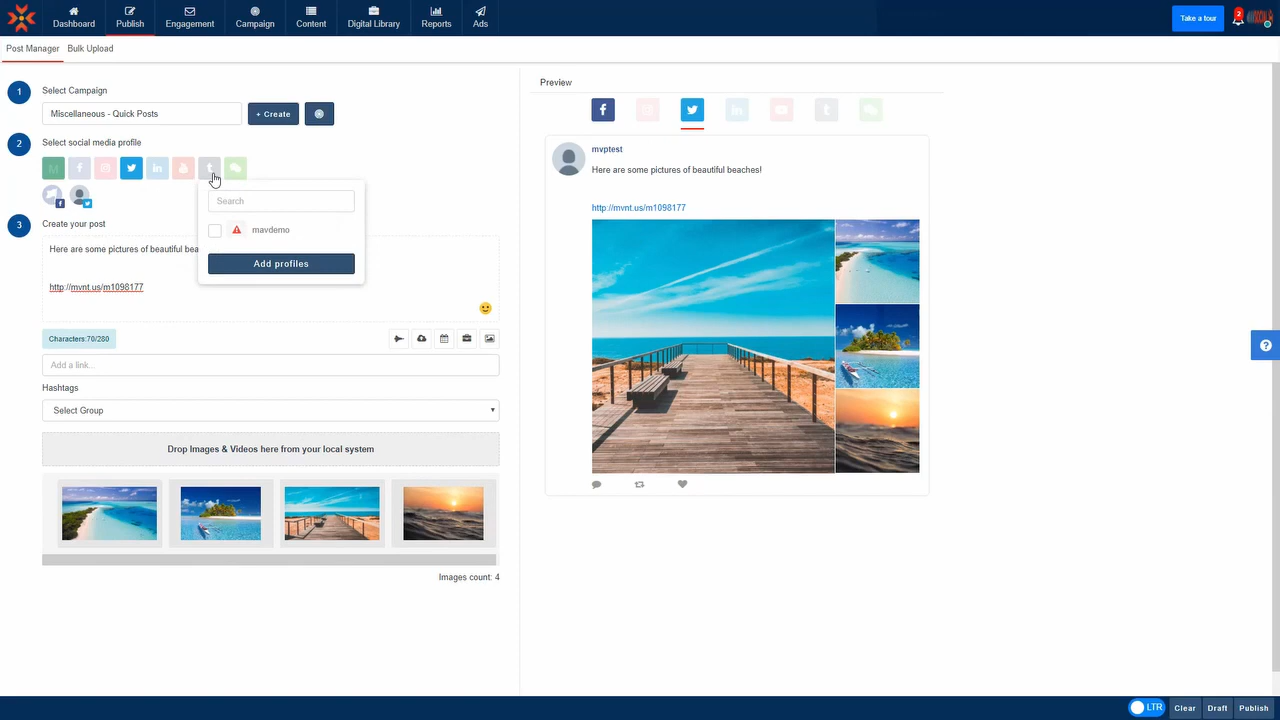 Dashboard
Publish
Engagement
Campaign
Content
Digital Library
Reports
Ads
Take a tour
2
Post Manager
Bulk Upload
1
Select Campaign
Miscellaneous - Quick Posts
+ Create
2
Select social media profile
Search
mavdemo
Add profiles
3
Create your post
Here are some pictures of beautiful bea
http://mvnt.us/m1098177
Characters:70/280
Add a link..
Hashtags
Select Group
Drop Images & Videos here from your local system
Images count: 4
Preview
mvptest
Here are some pictures of beautiful beaches!
http://mvnt.us/m1098177
LTR
Clear
Draft
Publish